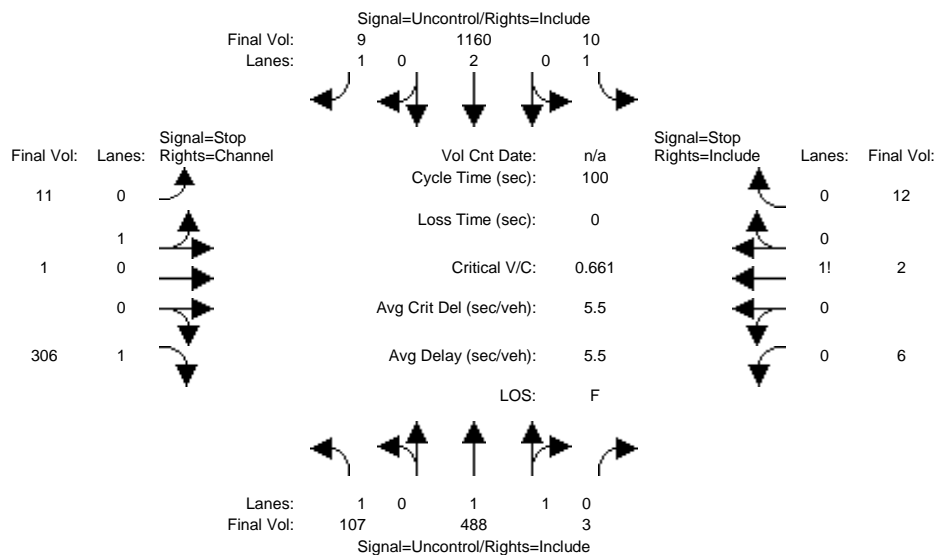 Signal=Uncontrol/Rights=Include
Final Vol: 9 1160 10
Lanes: 1 0 2 0 1
Signal=Stop
Final Vol: Lanes: Rights=Channel
Vol Cnt Date: n/a
Signal=Stop
Rights=Include Lanes: Final Vol:
Cycle Time (sec): 100
11 0
0 12
Loss Time (sec): 0
1
0
1 0
Critical V/C: 0.661
1! 2
0
Avg Crit Del (sec/veh): 5.5
0
306 1
Avg Delay (sec/veh): 5.5
0 6
LOS: F
Lanes: 1 0 1 1 0
Final Vol: 107 488 3
Signal=Uncontrol/Rights=Include